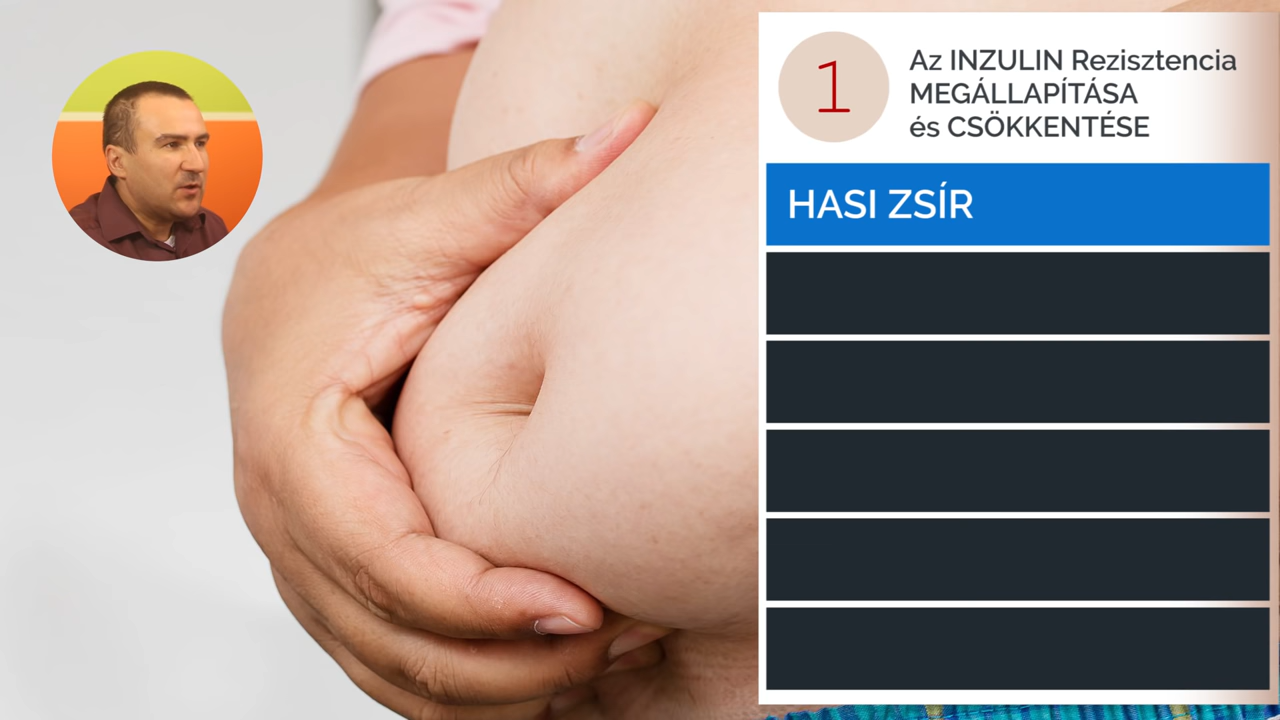 1
Az INZULIN Rezisztencia
MEGÁLLAPÍTÁSA
és CSÖKKENTÉSE
HASI ZSÍR